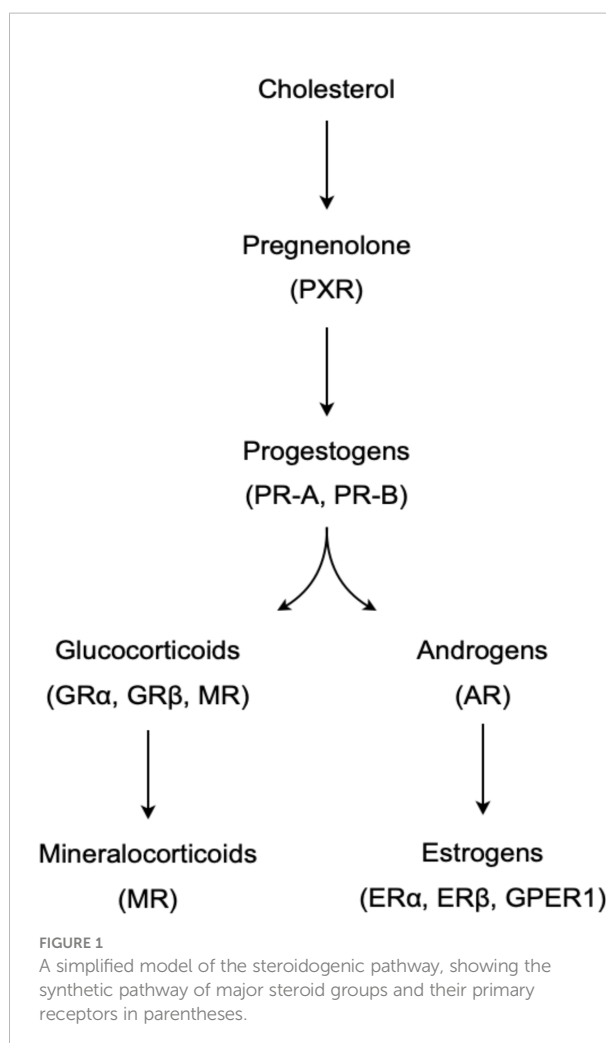 Cholesterol
Pregnenolone
(PXR)
Progestogens
(PR-A, PR-B)
Glucocorticoids
(GRα, GRβ, MR)
Androgens
(AR)
Mineralocorticoids
(MR)
Estrogens
(ERα, ERβ, GPER1)
FIGURE 1
A simplified model of the steroidogenic pathway, showing the
synthetic pathway of major steroid groups and their primary
receptors in parentheses.